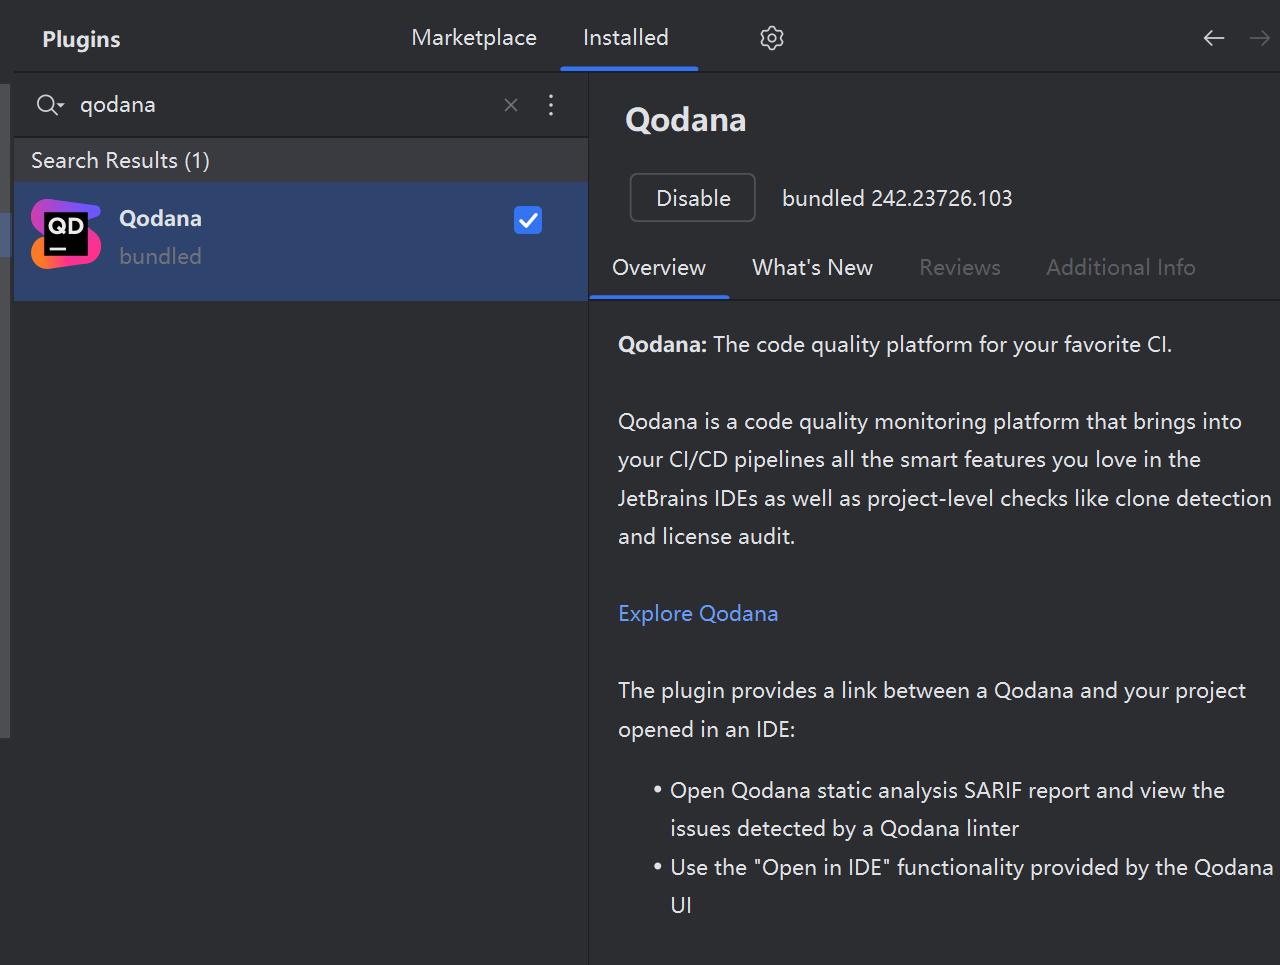 Plugins
Marketplace
Installed
qodana
Search Results (1)
QD
Qodana
bundled
Qodana
Disable
bundled 242.23726.103
Overview
What's New
Reviews
Additional Info
Qodana: The code quality platform for your favorite CI.
Qodana is a code quality monitoring platform that brings into
your CI/CD pipelines all the smart features you love in the
JetBrains IDEs as well as project-level checks like clone detection
and license audit.
Explore Qodana
The plugin provides a link between a Qodana and your project
opened in an IDE:
• Open Qodana static analysis SARIF report and view the
issues detected by a Qodana linter
• Use the "Open in IDE" functionality provided by the Qodana
UI